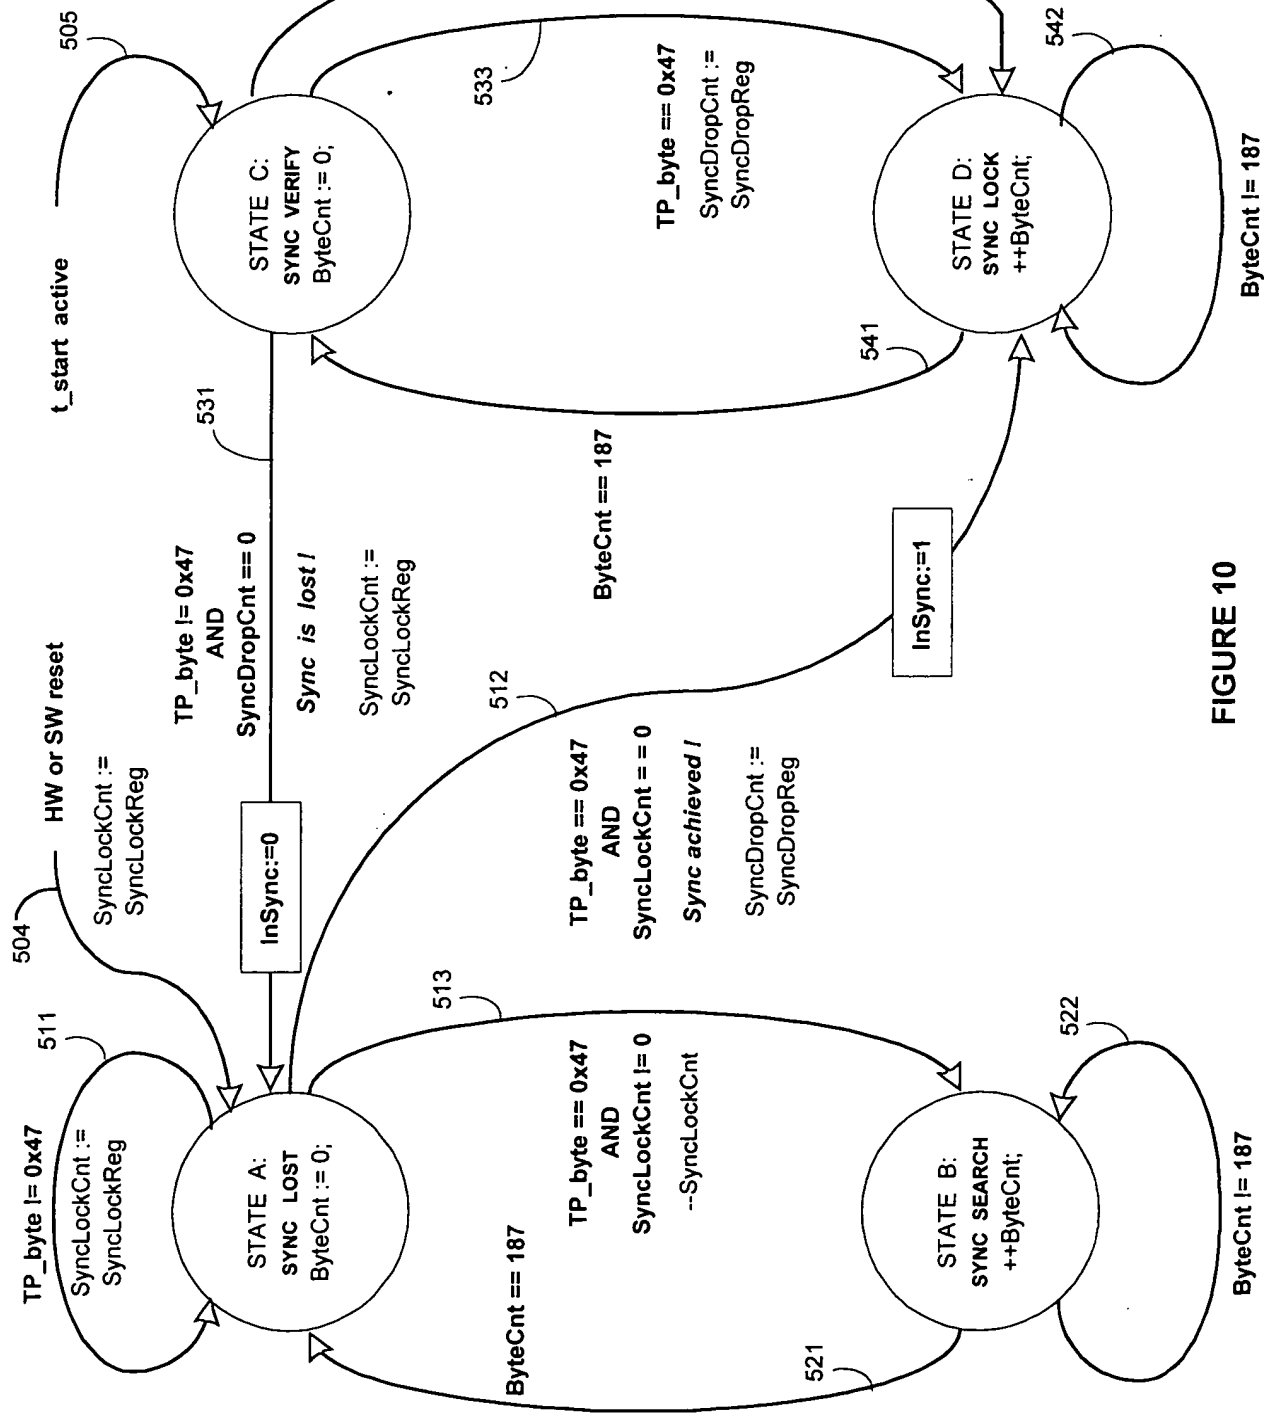 TP_byte != 0x47
SyncLockCnt :=
SyncLockReg
511
504
HW or SW reset
SyncLockCnt :=
SyncLockReg
t_start active
505
STATE A:
SYNC LOST
ByteCnt := 0;
InSync:=0
TP_byte != 0x47
AND
SyncDropCnt == 0
Sync is lost !
SyncLockCnt :=
SyncLockReg
531
STATE C:
SYNC VERIFY
ByteCnt := 0;
ByteCnt == 187
513
TP_byte == 0x47
AND
SyncLockCnt != 0
--SyncLockCnt
512
TP_byte == 0x47
AND
SyncLockCnt = = 0
Sync achieved !
SyncDropCnt :=
SyncDropReg
ByteCnt == 187
533
TP_byte == 0x47
SyncDropCnt :=
SyncDropReg
521
STATE B:
SYNC SEARCH
++ByteCnt;
InSync:=1
541
STATE D:
SYNC LOCK
++ByteCnt;
522
ByteCnt != 187
542
ByteCnt != 187
FIGURE 10